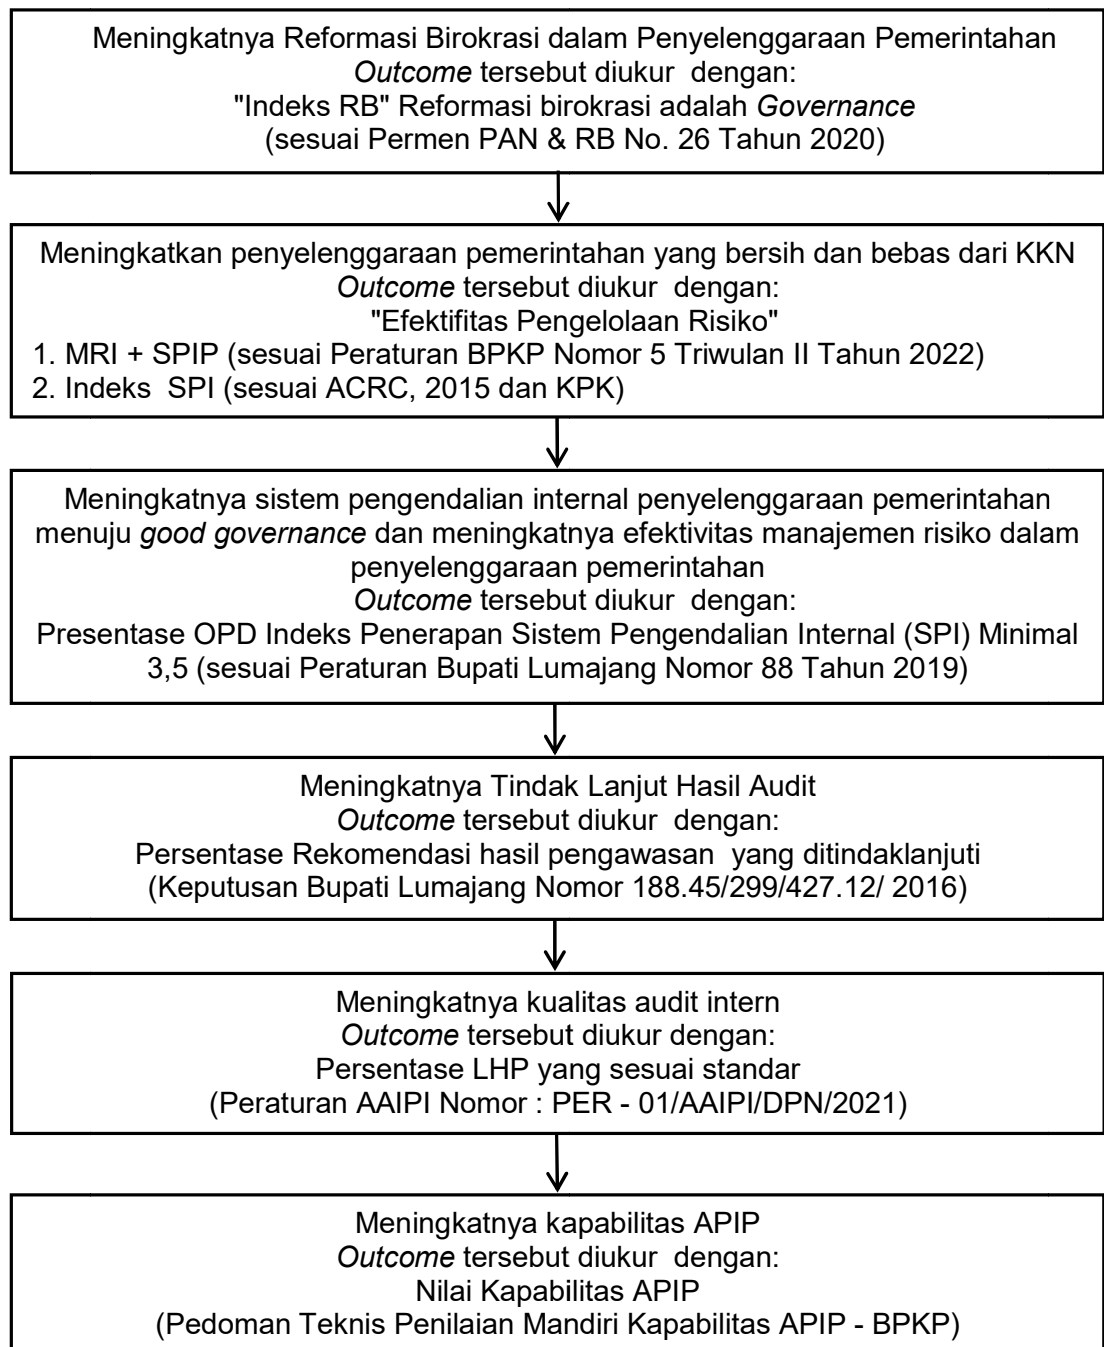 Meningkatnya Reformasi Birokrasi dalam Penyelenggaraan Pemerintahan
Outcome tersebut diukur dengan:
"Indeks RB" Reformasi birokrasi adalah Governance
(sesuai Permen PAN & RB No. 26 Tahun 2020)
Meningkatkan penyelenggaraan pemerintahan yang bersih dan bebas dari KKN
Outcome tersebut diukur dengan:
"Efektifitas Pengelolaan Risiko"
1. MRI + SPIP (sesuai Peraturan BPKP Nomor 5 Triwulan II Tahun 2022)
2. Indeks SPI (sesuai ACRC, 2015 dan KPK)
Meningkatnya sistem pengendalian internal penyelenggaraan pemerintahan
menuju good governance dan meningkatnya efektivitas manajemen risiko dalam
penyelenggaraan pemerintahan
Outcome tersebut diukur dengan:
Presentase OPD Indeks Penerapan Sistem Pengendalian Internal (SPI) Minimal
3,5 (sesuai Peraturan Bupati Lumajang Nomor 88 Tahun 2019)
Meningkatnya Tindak Lanjut Hasil Audit
Outcome tersebut diukur dengan:
Persentase Rekomendasi hasil pengawasan yang ditindaklanjuti
(Keputusan Bupati Lumajang Nomor 188.45/299/427.12/ 2016)
Meningkatnya kualitas audit intern
Outcome tersebut diukur dengan:
Persentase LHP yang sesuai standar
(Peraturan AAIPI Nomor : PER - 01/AAIPI/DPN/2021)
Meningkatnya kapabilitas APIP
Outcome tersebut diukur dengan:
Nilai Kapabilitas APIP
(Pedoman Teknis Penilaian Mandiri Kapabilitas APIP - BPKP)